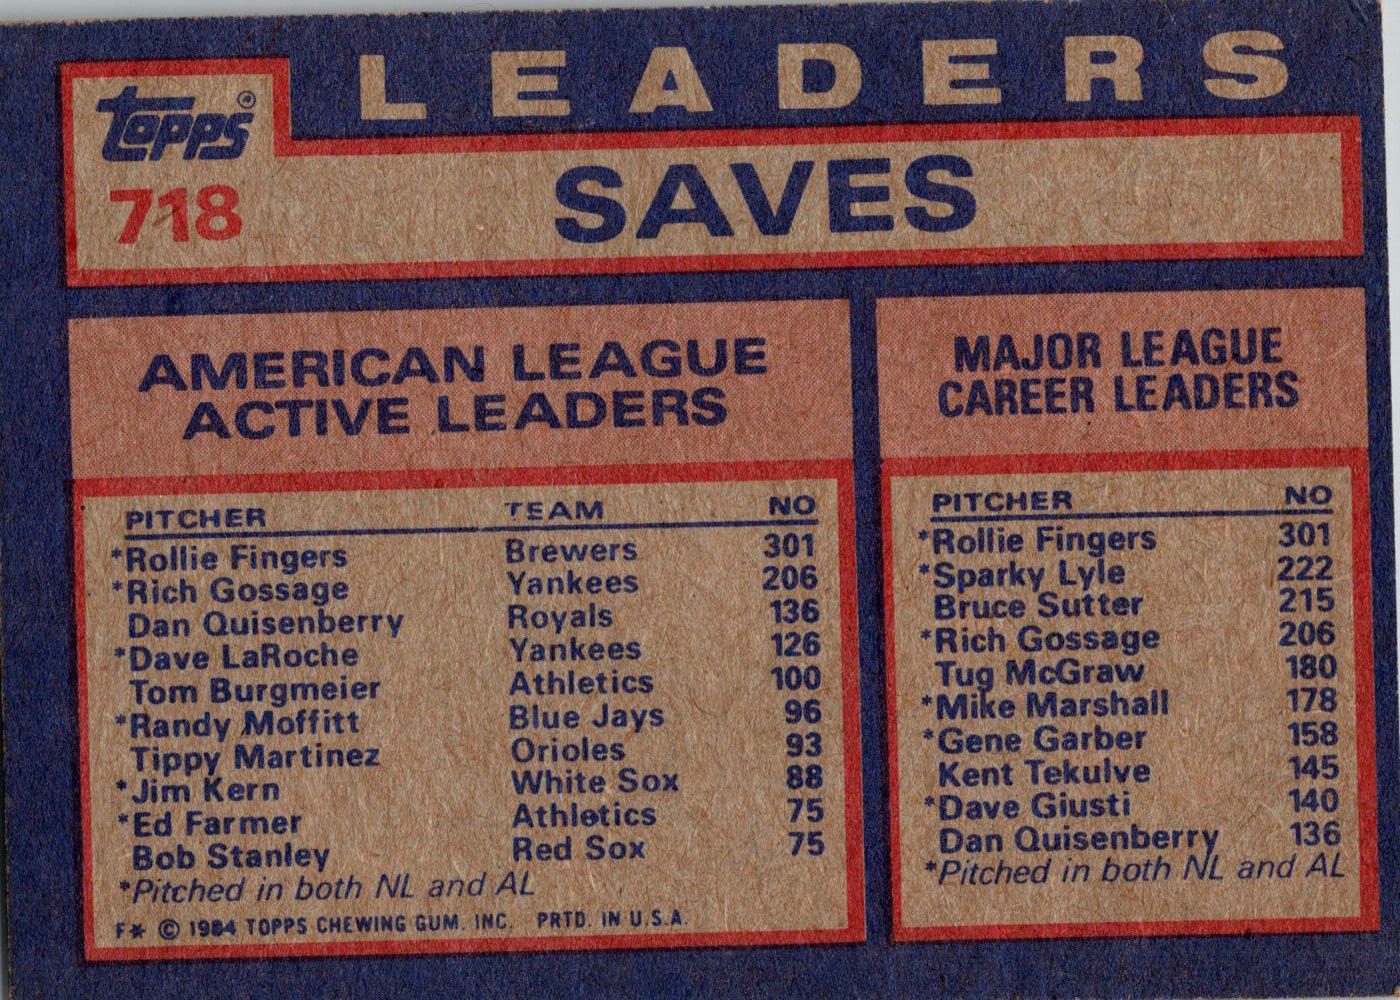 LEADERS
Topps®
718
SAVES
AMERICAN LEAGUE
ACTIVE LEADERS
PITCHER TEAM NO
*Rollie Fingers Brewers 301
*Rich Gossage Yankees 206
Dan Quisenberry Royals 136
*Dave LaRoche Yankees 126
Tom Burgmeier Athletics 100
*Randy Moffitt Blue Jays 96
Tippy Martinez Orioles 93
*Jim Kern White Sox 88
*Ed Farmer Athletics 75
Bob Stanley Red Sox 75
*Pitched in both NL and AL
F* © 1984 TOPPS CHEWING GUM, INC. PRTD. IN U.S.A.
MAJOR LEAGUE
CAREER LEADERS
PITCHER NO
*Rollie Fingers 301
*Sparky Lyle 222
Bruce Sutter 215
*Rich Gossage 206
Tug McGraw 180
*Mike Marshall 178
*Gene Garber 158
Kent Tekulve 145
*Dave Giusti 140
Dan Quisenberry 136
*Pitched in both NL and AL